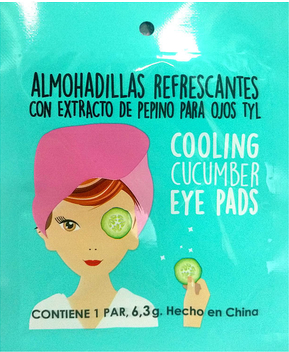 ALMOHADILLAS REFRESCANTES
CON EXTRACTO DE PEPINO PARA OJOS TYL
COOLING
CUCUMBER
EYE PADS
CONTIENE 1 PAR, 6,3g. Hecho en China